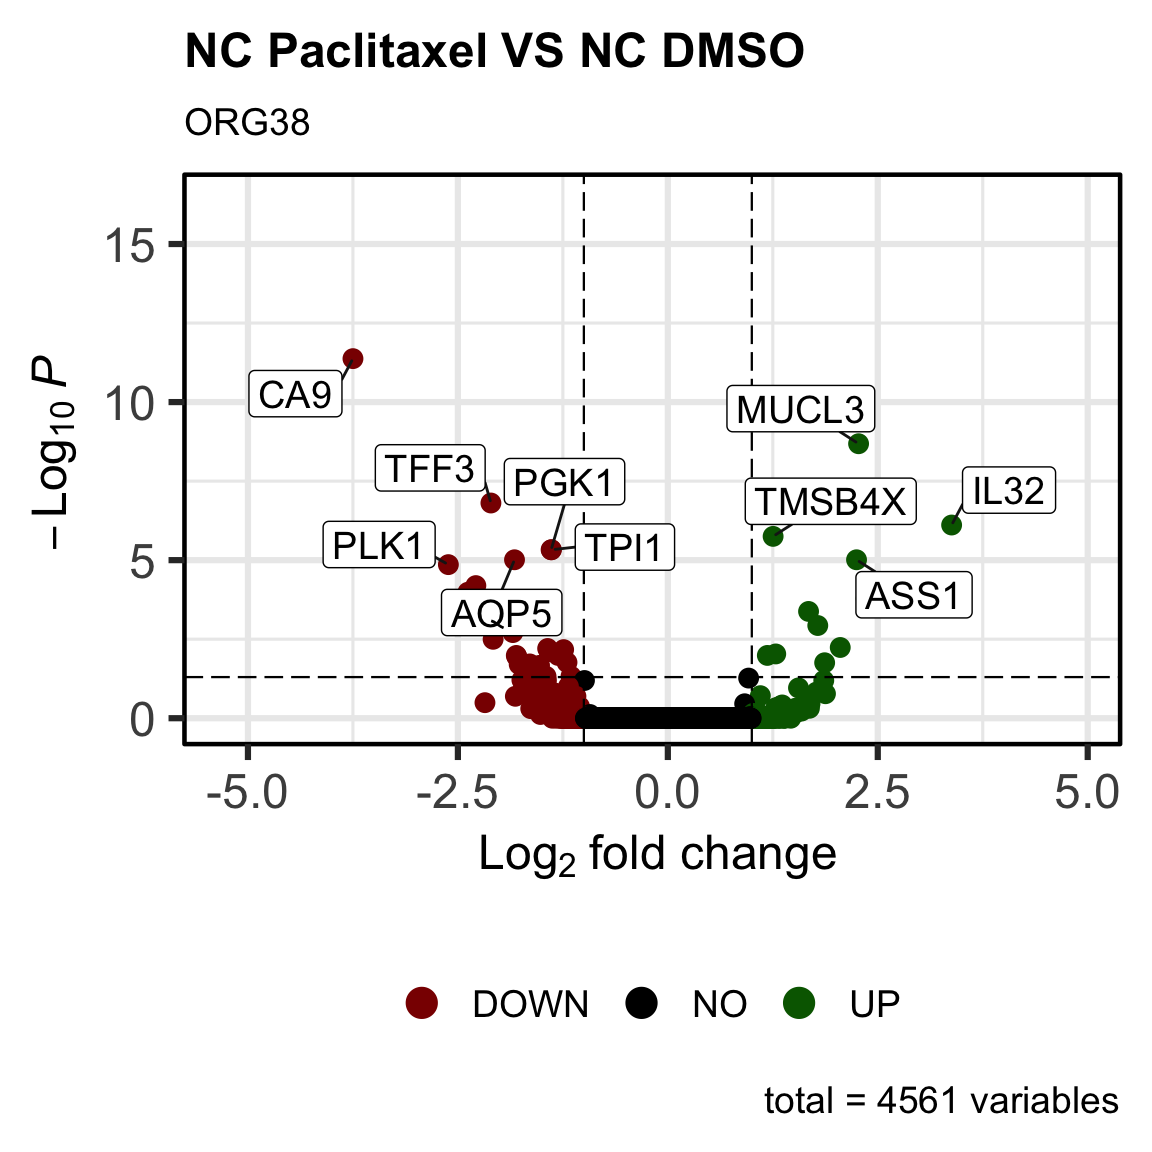 NC Paclitaxel VS NC DMSO
ORG38
−Log10 P
15
10
5
0
CA9
MUCL3
TFF3
PGK1
IL32
TMSB4X
PLK1
TPI1
ASS1
AQP5
-5.0 -2.5 0.0 2.5 5.0
Log2 fold change
DOWN NO UP
total = 4561 variables